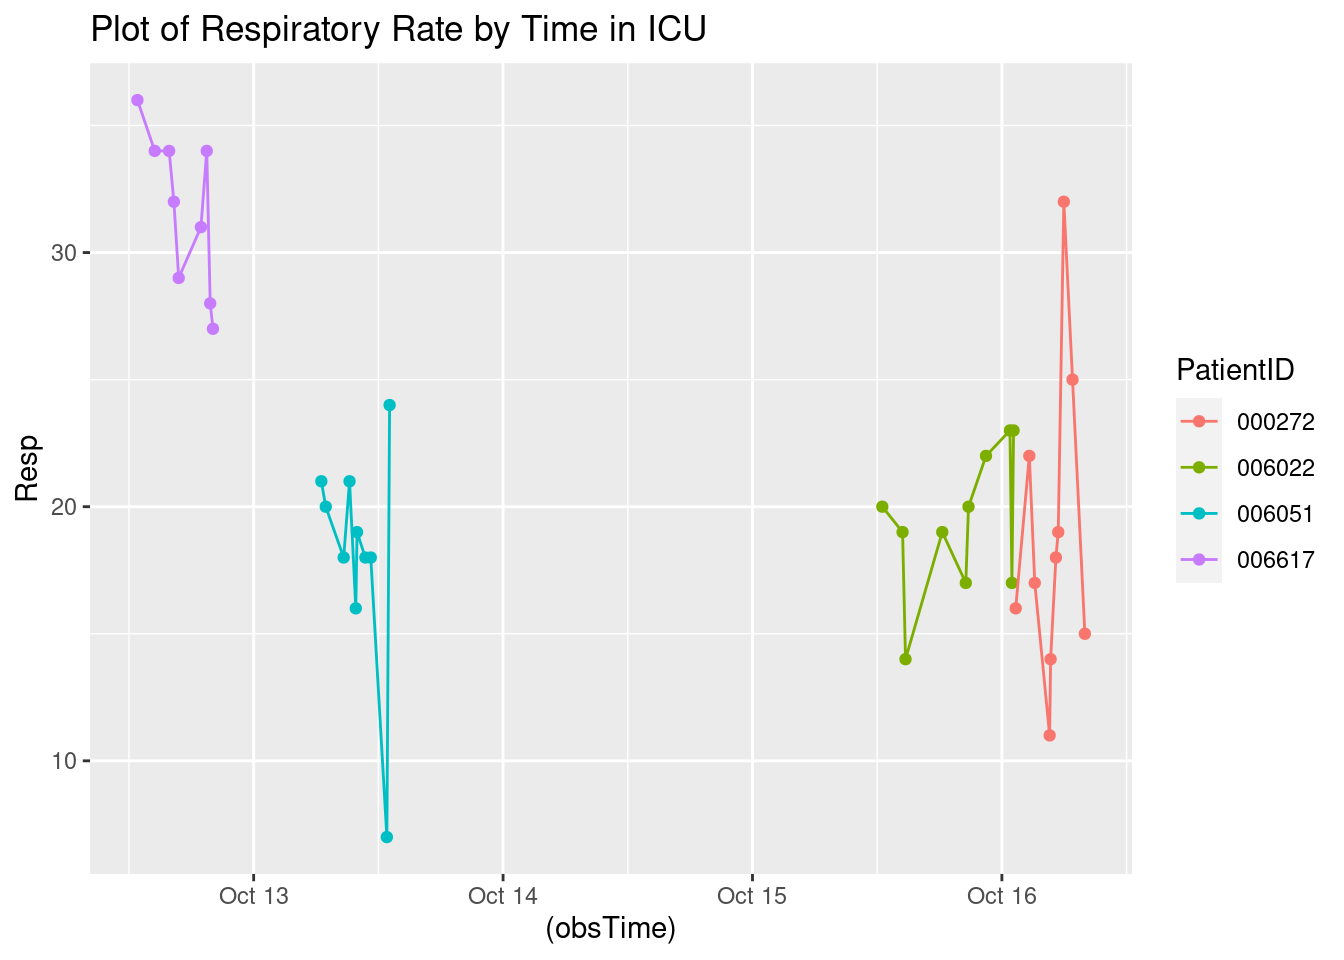 Plot of Respiratory Rate by Time in ICU
30
20
10
Resp
Oct 13
Oct 14
Oct 15
Oct 16
(obsTime)
PatientID
000272
006022
006051
006617